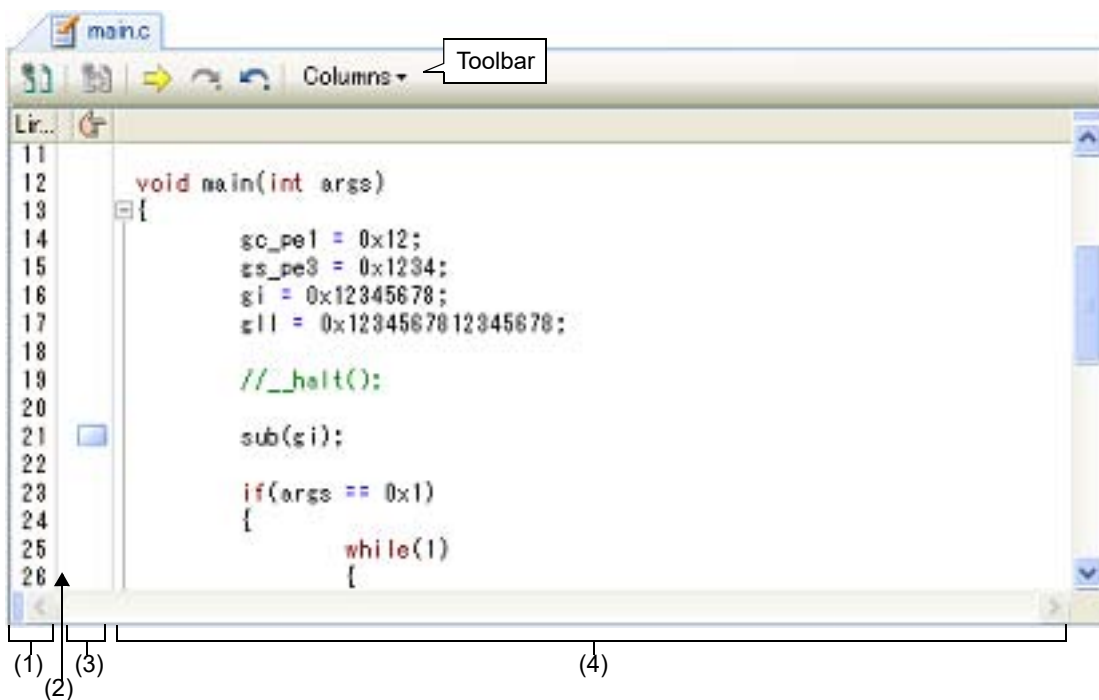 main.c
Columns
Toolbar
Lir...
11
12 void main(int args)
13 {
14 gc_pe1 = 0x12;
15 gs_pe3 = 0x1234;
16 gi = 0x12345678;
17 gll = 0x1234567812345678;
18
19 //__halt();
20
21 sub(gi);
22
23 if(args == 0x1)
24 {
25 while(1)
26 {
(1) (3) (4)
(2)